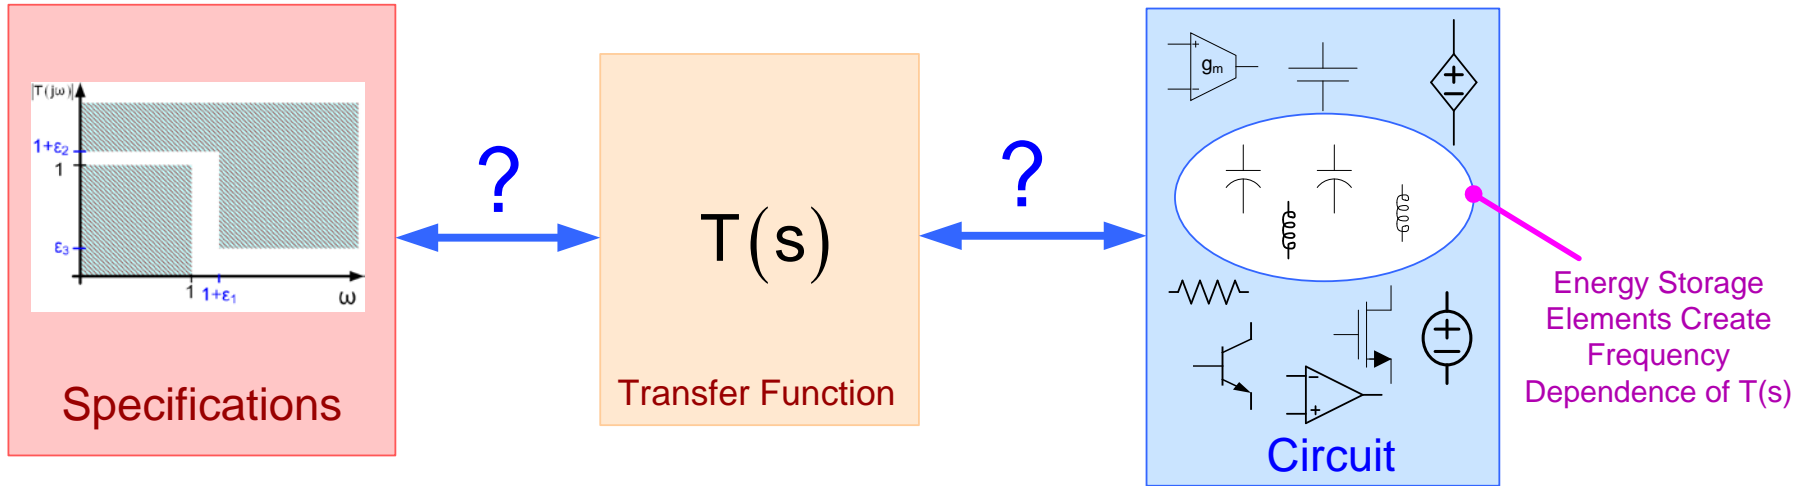 |T(jω)|
1+ε₂
1
ε₃
1 1+ε₁
ω
Specifications
?
T(s)
Transfer Function
?
+
gₘ
−
+
−
+
−
−
+
Circuit
Energy Storage
Elements Create
Frequency
Dependence of T(s)